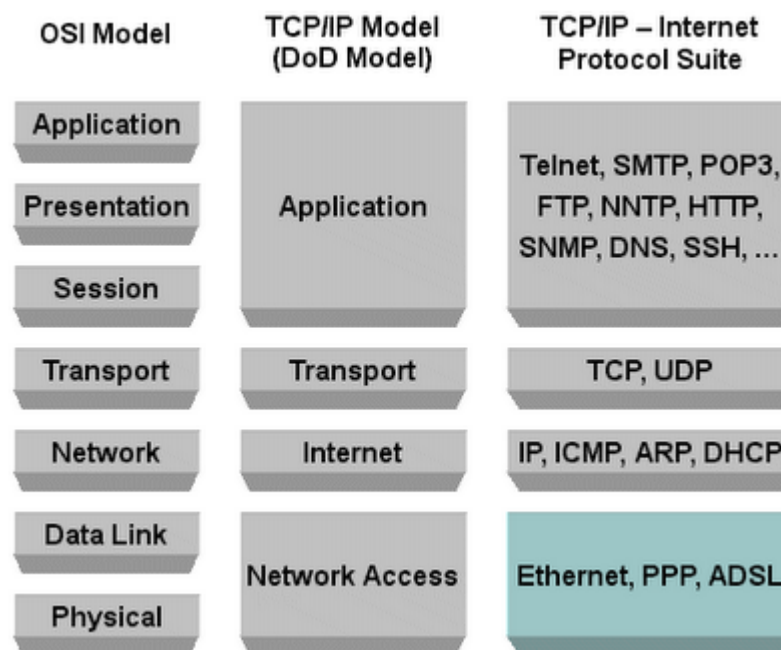 OSI Model
TCP/IP Model
(DoD Model)
TCP/IP – Internet
Protocol Suite
Application
Presentation
Session
Transport
Network
Data Link
Physical
Application
Transport
Internet
Network Access
Telnet, SMTP, POP3,
FTP, NNTP, HTTP,
SNMP, DNS, SSH, ...
TCP, UDP
IP, ICMP, ARP, DHCP
Ethernet, PPP, ADSL